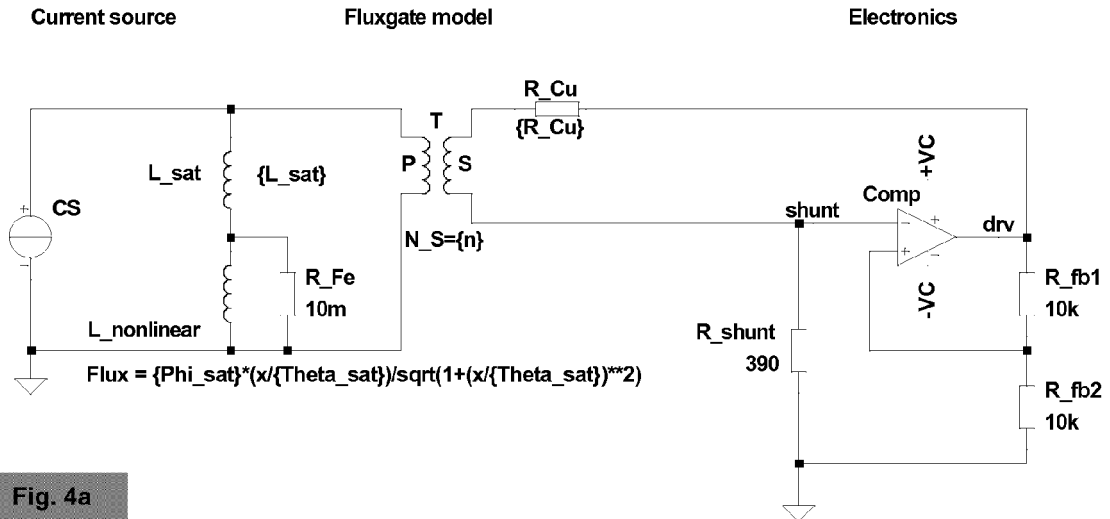 Current source
Fluxgate model
Electronics
R_Cu
{R_Cu}
T
P
S
L_sat
{L_sat}
CS
+
-
N_S={n}
R_Fe
10m
L_nonlinear
Flux = {Phi_sat}*(x/{Theta_sat})/sqrt(1+(x/{Theta_sat})**2)
shunt
Comp
+VC
-VC
-
+
+
-
drv
R_shunt
390
R_fb1
10k
R_fb2
10k
Fig. 4a